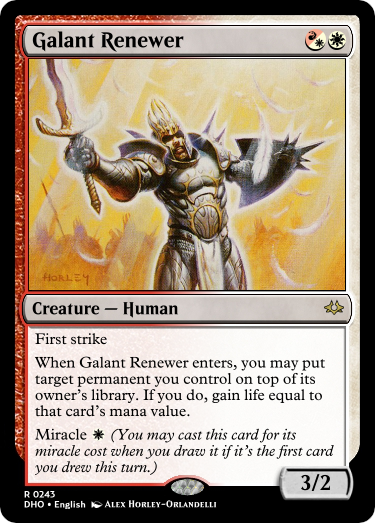 Galant Renewer
HORLEY
Creature — Human
First strike
When Galant Renewer enters, you may put
target permanent you control on top of its
owner's library. If you do, gain life equal to
that card's mana value.
Miracle (You may cast this card for its
miracle cost when you draw it if it's the first card
you drew this turn.)
3/2
R 0243
DHO • English Alex Horley-Orlandelli